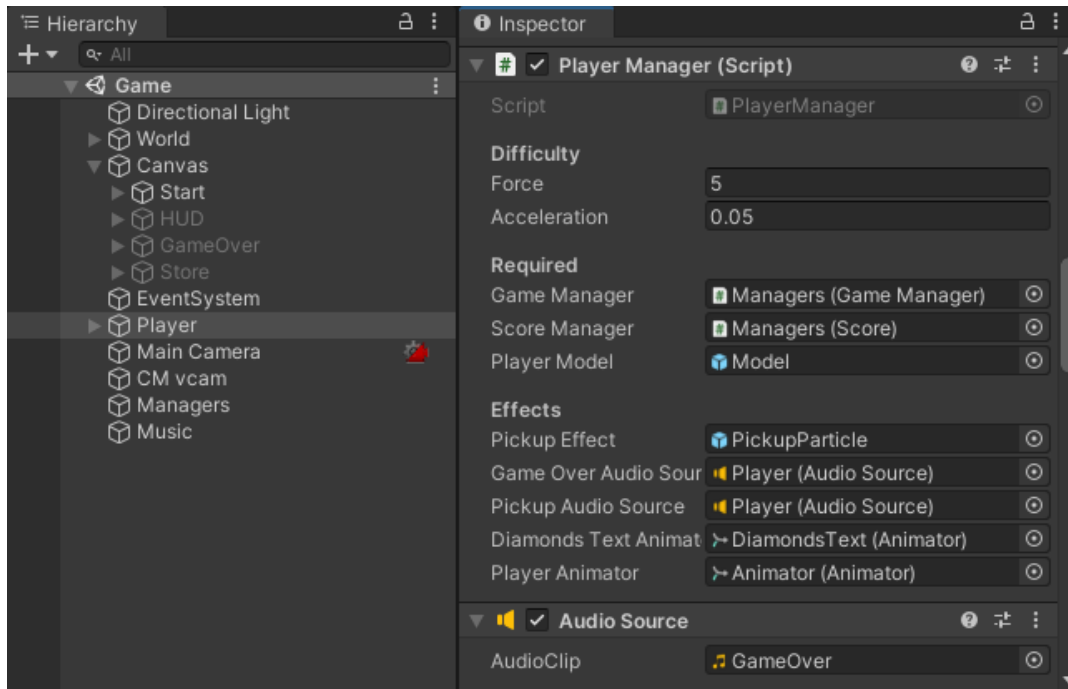 Hierarchy
All
Game
Directional Light
World
Canvas
Start
HUD
GameOver
Store
EventSystem
Player
Main Camera
CM vcam
Managers
Music
Inspector
# Player Manager (Script)
Script PlayerManager
Difficulty
Force 5
Acceleration 0.05
Required
Game Manager Managers (Game Manager)
Score Manager Managers (Score)
Player Model Model
Effects
Pickup Effect PickupParticle
Game Over Audio Sour Player (Audio Source)
Pickup Audio Source Player (Audio Source)
Diamonds Text Animat DiamondsText (Animator)
Player Animator Animator (Animator)
Audio Source
AudioClip GameOver